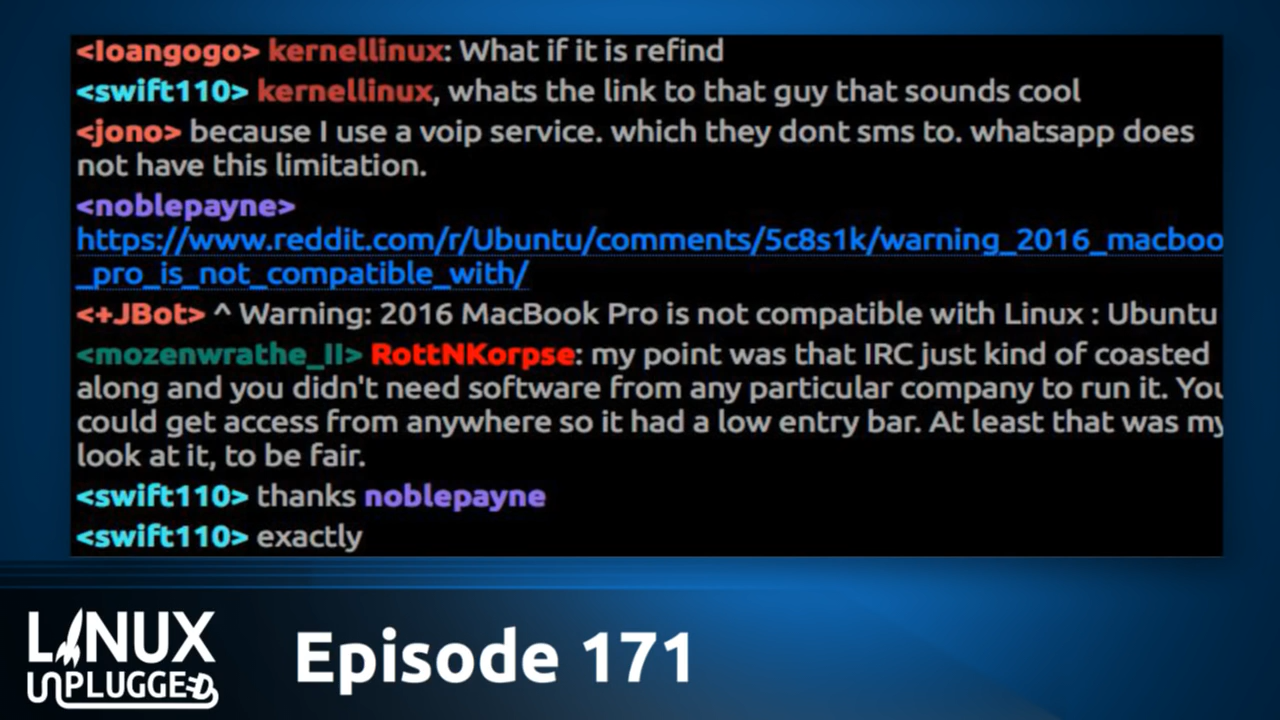 <Ioangogo> kernellinux: What if it is refind
<swift110> kernellinux, whats the link to that guy that sounds cool
<jono> because I use a voip service. which they dont sms to. whatsapp does
not have this limitation.
<noblepayne>
https://www.reddit.com/r/Ubuntu/comments/5c8s1k/warning_2016_macboo
_pro_is_not_compatible_with/
<+JBot> ^ Warning: 2016 MacBook Pro is not compatible with Linux : Ubuntu
<mozenwrathe_II> RottNKorpse: my point was that IRC just kind of coasted
along and you didn't need software from any particular company to run it. You
could get access from anywhere so it had a low entry bar. At least that was my
look at it, to be fair.
<swift110> thanks noblepayne
<swift110> exactly
LINUX
UNPLUGGED
Episode 171